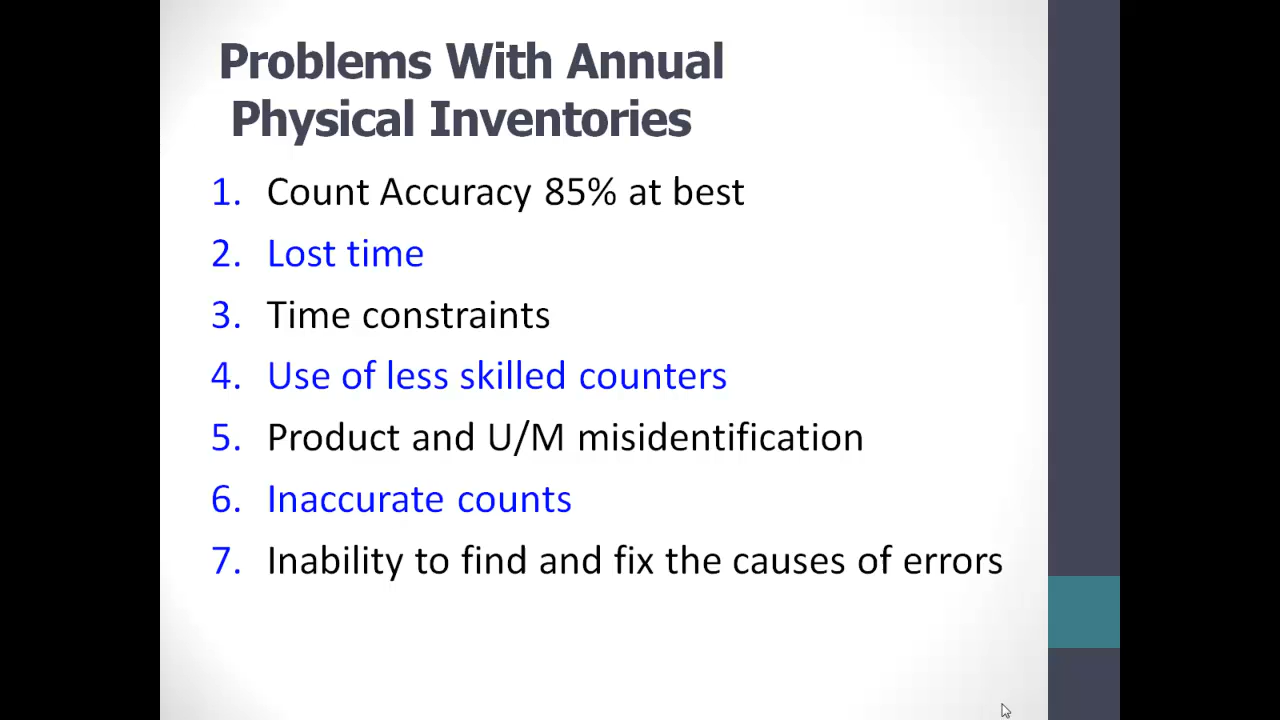 Problems With Annual
Physical Inventories
1. Count Accuracy 85% at best
2. Lost time
3. Time constraints
4. Use of less skilled counters
5. Product and U/M misidentification
6. Inaccurate counts
7. Inability to find and fix the causes of errors